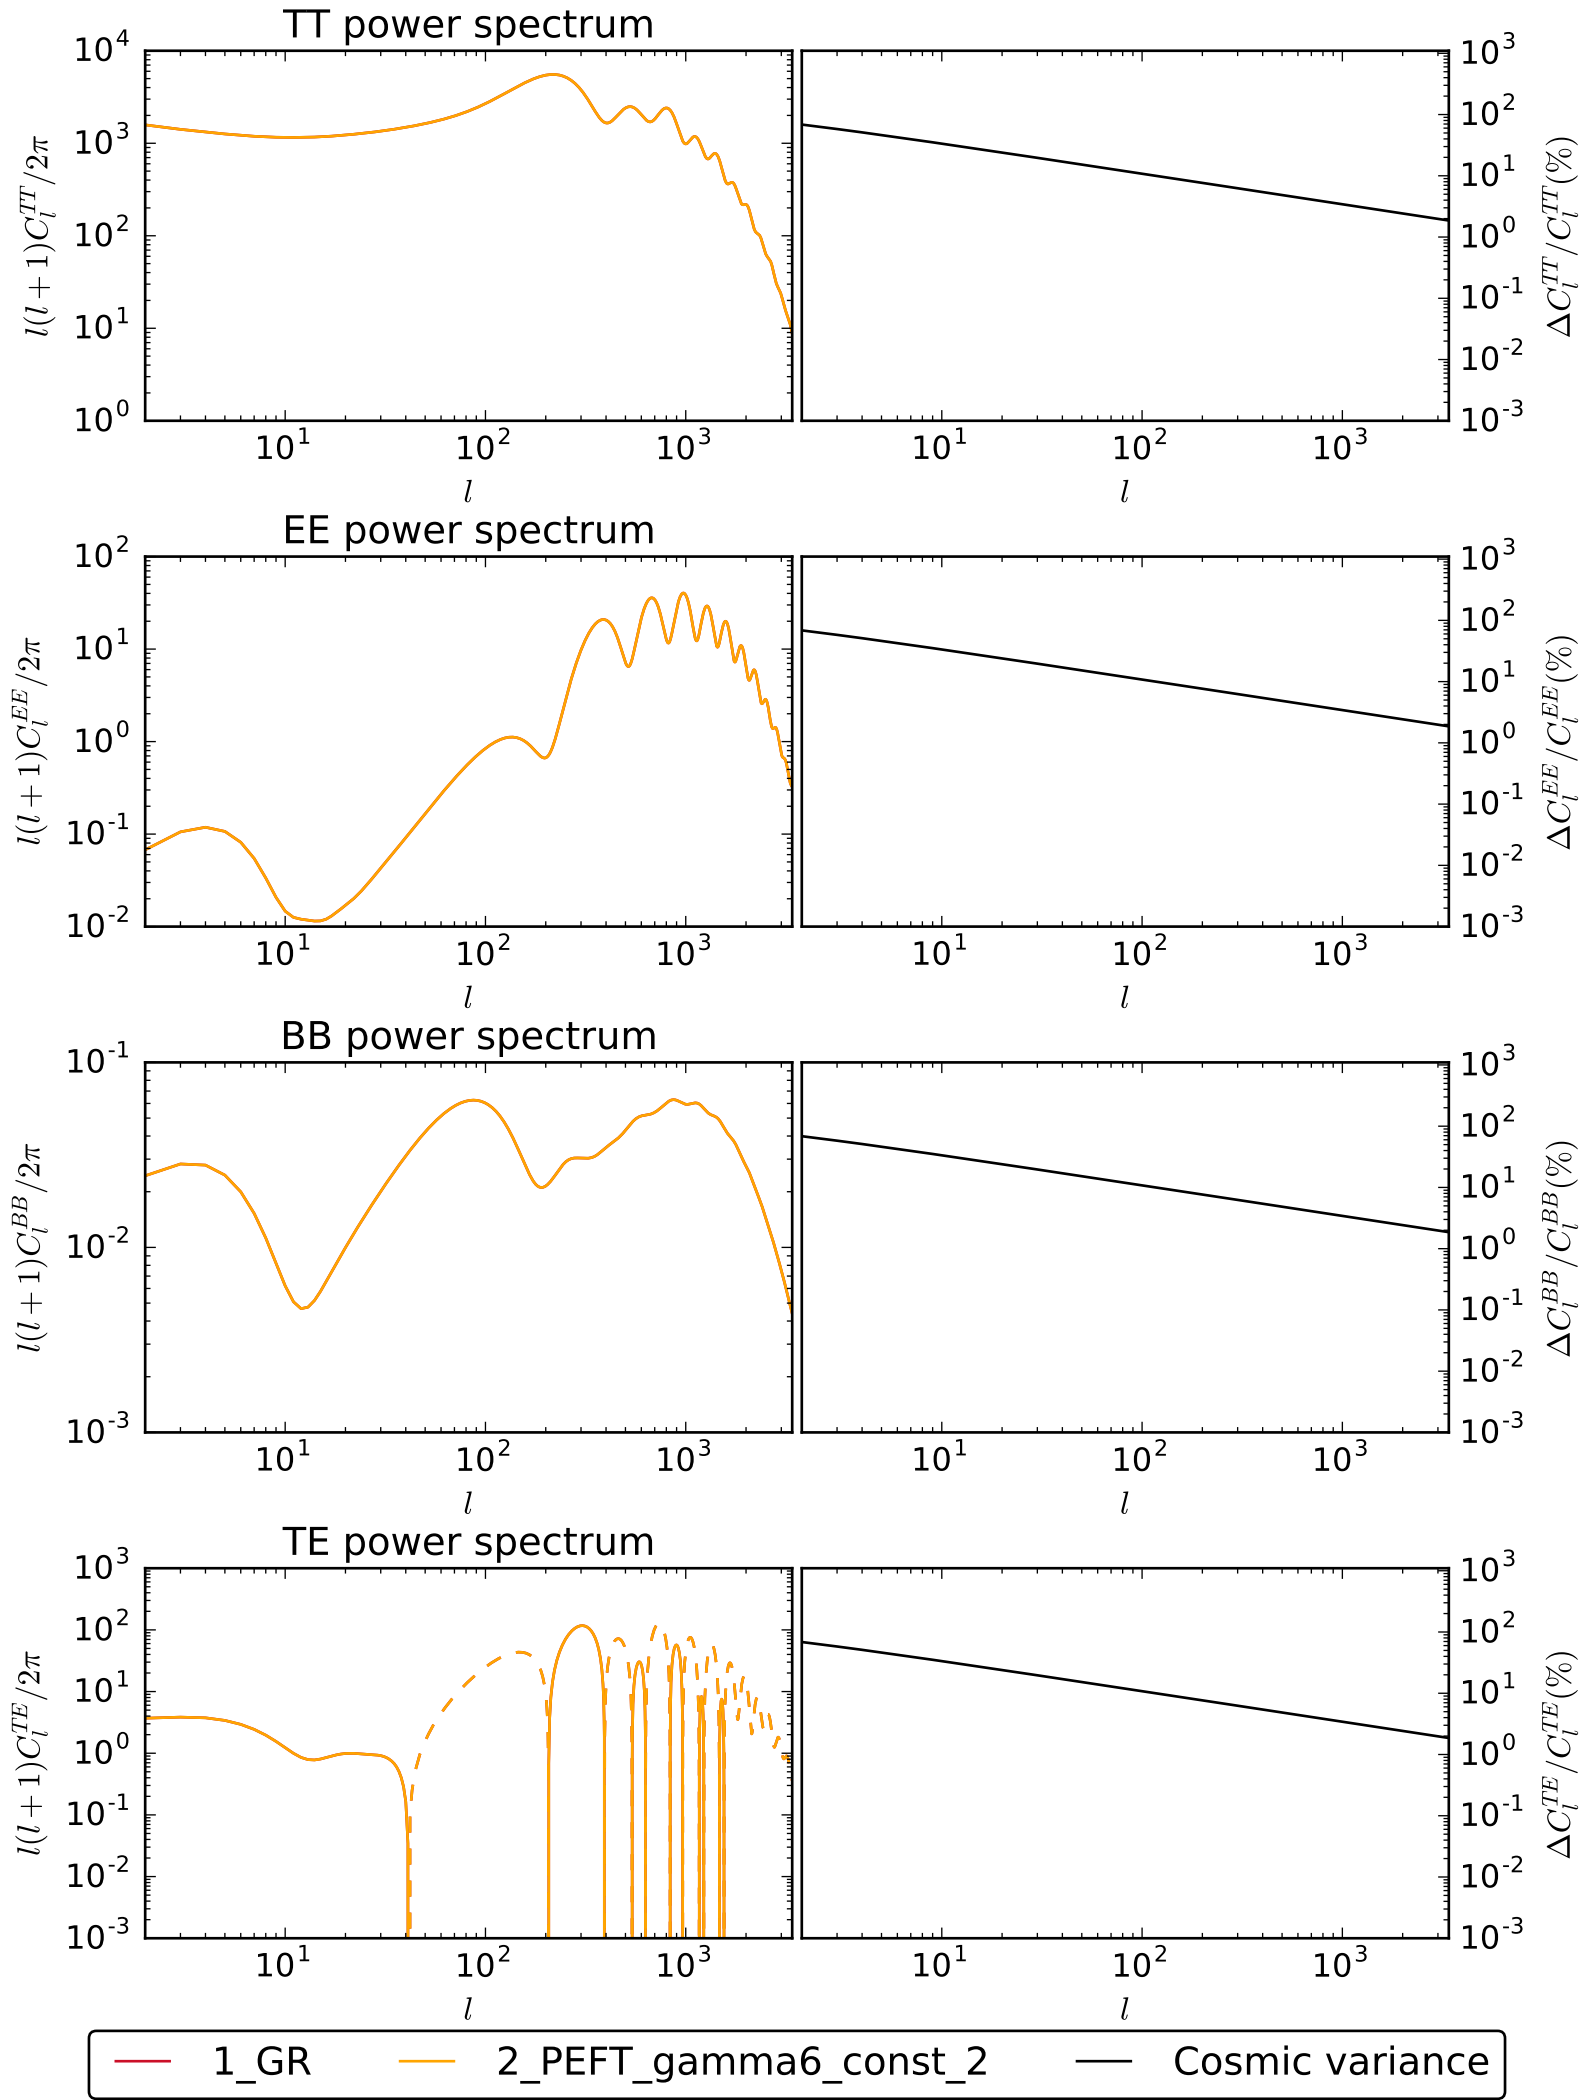 TT power spectrum
10^4
10^3
10^2
10^1
10^0
l(l + 1)C_l^{TT}/2π
10^1 10^2 10^3
l
10^3
10^2
10^1
10^0
10^-1
10^-2
10^-3
ΔC_l^{TT}/C_l^{TT}(%)
10^1 10^2 10^3
l
EE power spectrum
10^2
10^1
10^0
10^-1
10^-2
l(l + 1)C_l^{EE}/2π
10^1 10^2 10^3
l
10^3
10^2
10^1
10^0
10^-1
10^-2
10^-3
ΔC_l^{EE}/C_l^{EE}(%)
10^1 10^2 10^3
l
BB power spectrum
10^-1
10^-2
10^-3
l(l + 1)C_l^{BB}/2π
10^1 10^2 10^3
l
10^3
10^2
10^1
10^0
10^-1
10^-2
10^-3
ΔC_l^{BB}/C_l^{BB}(%)
10^1 10^2 10^3
l
TE power spectrum
10^3
10^2
10^1
10^0
10^-1
10^-2
10^-3
l(l + 1)C_l^{TE}/2π
10^1 10^2 10^3
l
10^3
10^2
10^1
10^0
10^-1
10^-2
10^-3
ΔC_l^{TE}/C_l^{TE}(%)
10^1 10^2 10^3
l
1_GR 2_PEFT_gamma6_const_2 Cosmic variance